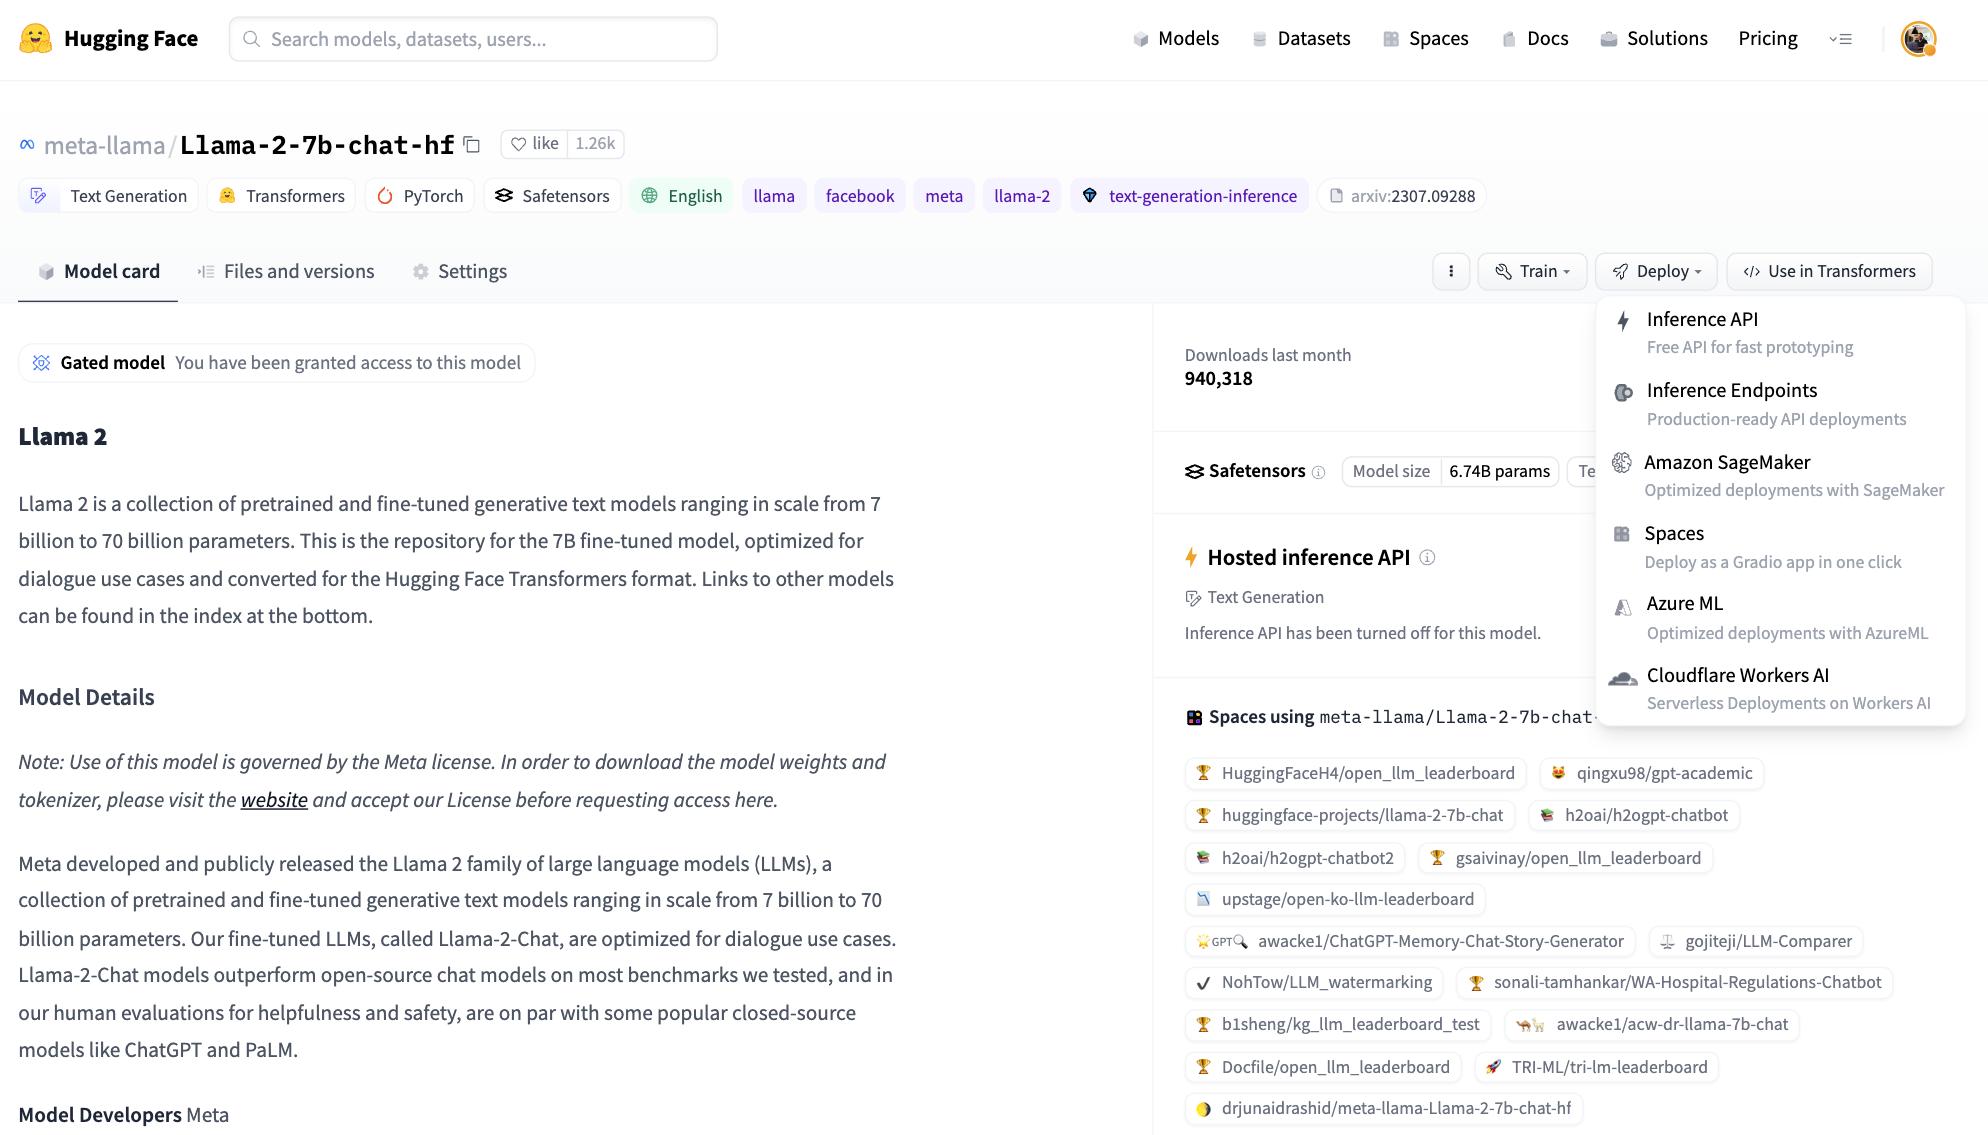 Hugging Face
Search models, datasets, users...
Models
Datasets
Spaces
Docs
Solutions
Pricing
meta-llama/Llama-2-7b-chat-hf
like 1.26k
Text Generation
Transformers
PyTorch
Safetensors
English
llama
facebook
meta
llama-2
text-generation-inference
arxiv:2307.09288
Model card
Files and versions
Settings
Train
Deploy
</> Use in Transformers
Gated model You have been granted access to this model
Llama 2
Llama 2 is a collection of pretrained and fine-tuned generative text models ranging in scale from 7
billion to 70 billion parameters. This is the repository for the 7B fine-tuned model, optimized for
dialogue use cases and converted for the Hugging Face Transformers format. Links to other models
can be found in the index at the bottom.
Model Details
Note: Use of this model is governed by the Meta license. In order to download the model weights and
tokenizer, please visit the website and accept our License before requesting access here.
Meta developed and publicly released the Llama 2 family of large language models (LLMs), a
collection of pretrained and fine-tuned generative text models ranging in scale from 7 billion to 70
billion parameters. Our fine-tuned LLMs, called Llama-2-Chat, are optimized for dialogue use cases.
Llama-2-Chat models outperform open-source chat models on most benchmarks we tested, and in
our human evaluations for helpfulness and safety, are on par with some popular closed-source
models like ChatGPT and PaLM.
Model Developers Meta
Downloads last month
940,318
Safetensors
Model size 6.74B params
Te
Hosted inference API
Text Generation
Inference API has been turned off for this model.
Spaces using meta-llama/Llama-2-7b-chat-
HuggingFaceH4/open_llm_leaderboard
qingxu98/gpt-academic
huggingface-projects/llama-2-7b-chat
h2oai/h2ogpt-chatbot
h2oai/h2ogpt-chatbot2
gsaivinay/open_llm_leaderboard
upstage/open-ko-llm-leaderboard
GPT awacke1/ChatGPT-Memory-Chat-Story-Generator
gojiteji/LLM-Comparer
NohTow/LLM_watermarking
sonali-tamhankar/WA-Hospital-Regulations-Chatbot
b1sheng/kg_llm_leaderboard_test
awacke1/acw-dr-llama-7b-chat
Docfile/open_llm_leaderboard
TRI-ML/tri-lm-leaderboard
drjunaidrashid/meta-llama-Llama-2-7b-chat-hf
Inference API
Free API for fast prototyping
Inference Endpoints
Production-ready API deployments
Amazon SageMaker
Optimized deployments with SageMaker
Spaces
Deploy as a Gradio app in one click
Azure ML
Optimized deployments with AzureML
Cloudflare Workers AI
Serverless Deployments on Workers AI